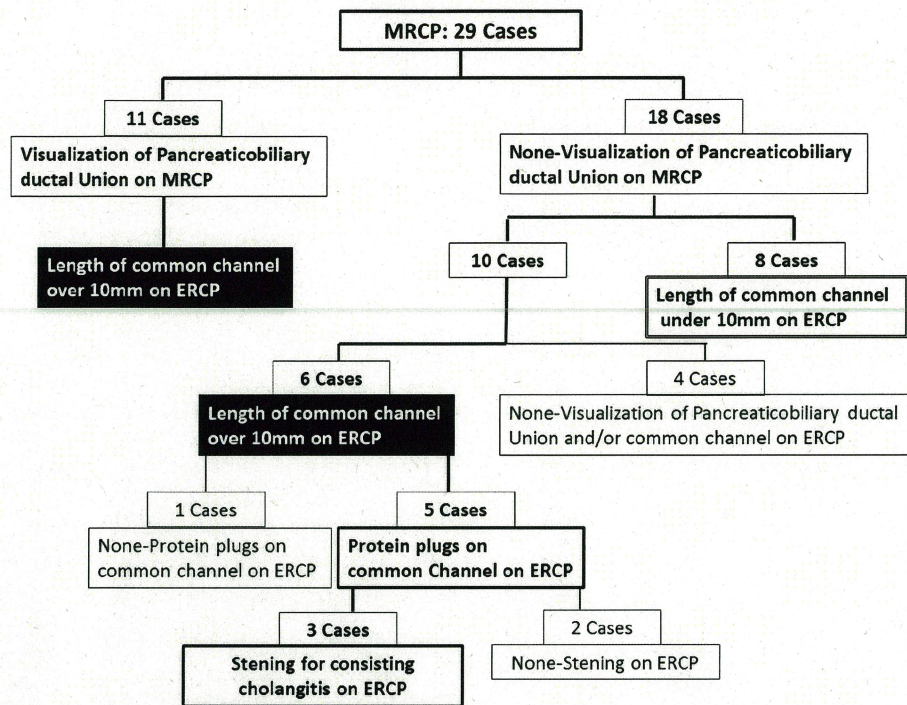 MRCP: 29 Cases
11 Cases
Visualization of Pancreaticobiliary
ductal Union on MRCP
Length of common channel
over 10mm on ERCP
18 Cases
None-Visualization of Pancreaticobiliary
ductal Union on MRCP
10 Cases
8 Cases
Length of common channel
under 10mm on ERCP
6 Cases
Length of common channel
over 10mm on ERCP
4 Cases
None-Visualization of Pancreaticobiliary ductal
Union and/or common channel on ERCP
1 Cases
None-Protein plugs on
common channel on ERCP
5 Cases
Protein plugs on
common Channel on ERCP
3 Cases
Stening for consisting
cholangitis on ERCP
2 Cases
None-Stening on ERCP